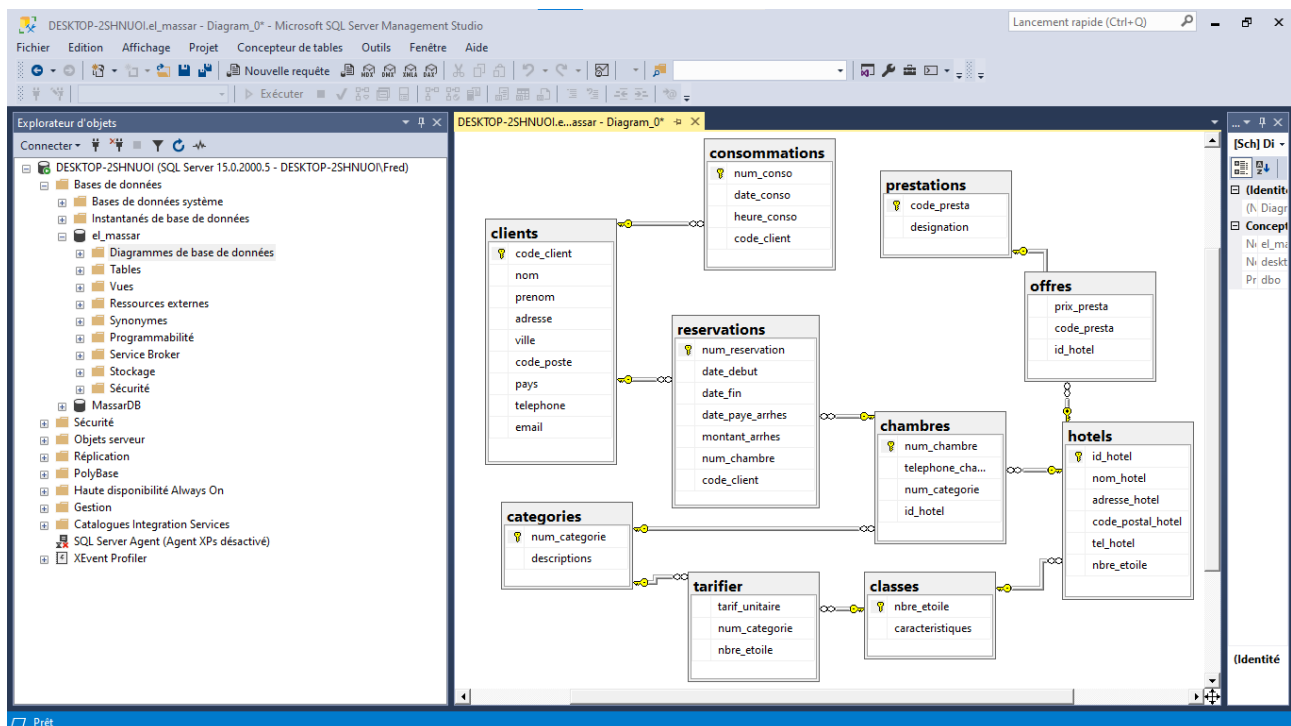 DESKTOP-2SHNUOI.el_massar - Diagram_0* - Microsoft SQL Server Management Studio
Lancement rapide (Ctrl+Q)
Fichier Edition Affichage Projet Concepteur de tables Outils Fenêtre Aide
Nouvelle requête MDX DMX XMLA DAX
Exécuter
Explorateur d'objets
Connecter
DESKTOP-2SHNUOI (SQL Server 15.0.2000.5 - DESKTOP-2SHNUOI\Fred)
Bases de données
Bases de données système
Instantanés de base de données
el_massar
Diagrammes de base de données
Tables
Vues
Ressources externes
Synonymes
Programmabilité
Service Broker
Stockage
Sécurité
MassarDB
Sécurité
Objets serveur
Réplication
PolyBase
Haute disponibilité Always On
Gestion
Catalogues Integration Services
SQL Server Agent (Agent XPs désactivé)
XEvent Profiler
DESKTOP-2SHNUOI.e...assar - Diagram_0*
consommations
num_conso
date_conso
heure_conso
code_client
prestations
code_presta
designation
clients
code_client
nom
prenom
adresse
ville
code_poste
pays
telephone
email
offres
prix_presta
code_presta
id_hotel
reservations
num_reservation
date_debut
date_fin
date_paye_arrhes
montant_arrhes
num_chambre
code_client
chambres
num_chambre
telephone_cha...
num_categorie
id_hotel
hotels
id_hotel
nom_hotel
adresse_hotel
code_postal_hotel
tel_hotel
nbre_etoile
categories
num_categorie
descriptions
tarifier
tarif_unitaire
num_categorie
nbre_etoile
classes
nbre_etoile
caracteristiques
...
[Sch] Di
(Identit
(N Diagr
Concept
el_ma
deskt
Pr dbo
(Identité
Prêt